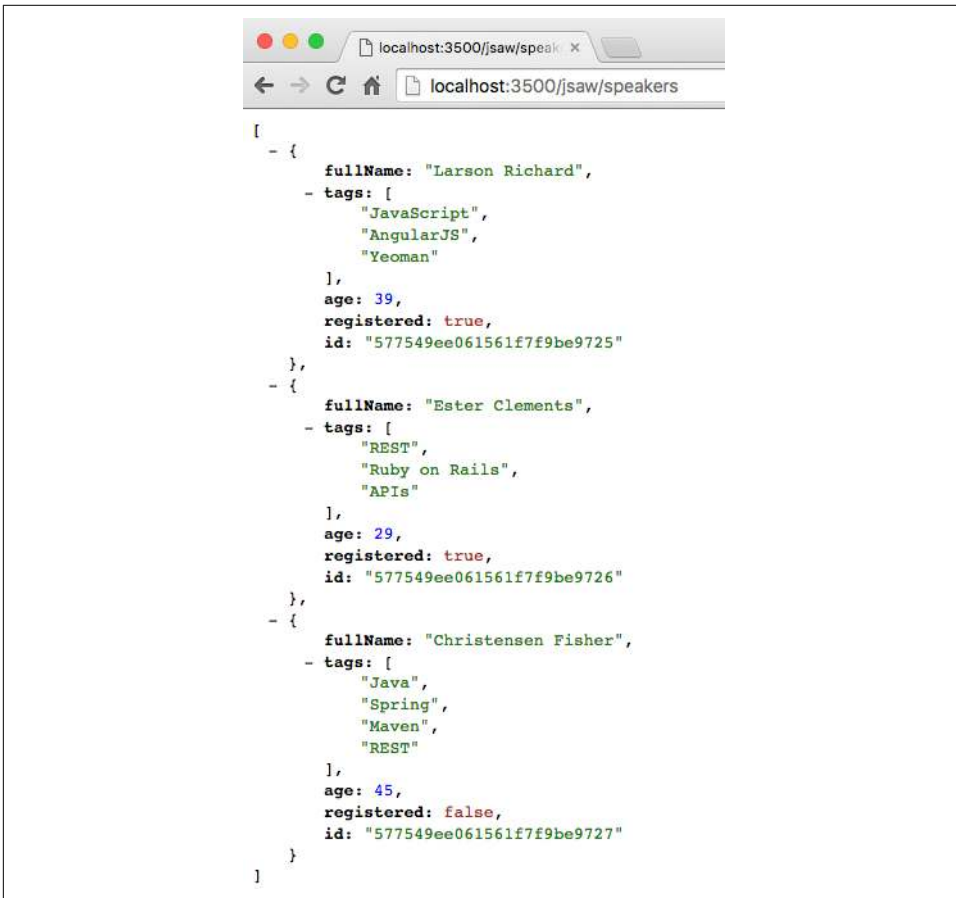 localhost:3500/jsaw/speak
localhost:3500/jsaw/speakers
[
- {
fullName: "Larson Richard",
- tags: [
"JavaScript",
"AngularJS",
"Yeoman"
],
age: 39,
registered: true,
id: "577549ee061561f7f9be9725"
},
- {
fullName: "Ester Clements",
- tags: [
"REST",
"Ruby on Rails",
"APIs"
],
age: 29,
registered: true,
id: "577549ee061561f7f9be9726"
},
- {
fullName: "Christensen Fisher",
- tags: [
"Java",
"Spring",
"Maven",
"REST"
],
age: 45,
registered: false,
id: "577549ee061561f7f9be9727"
}
]